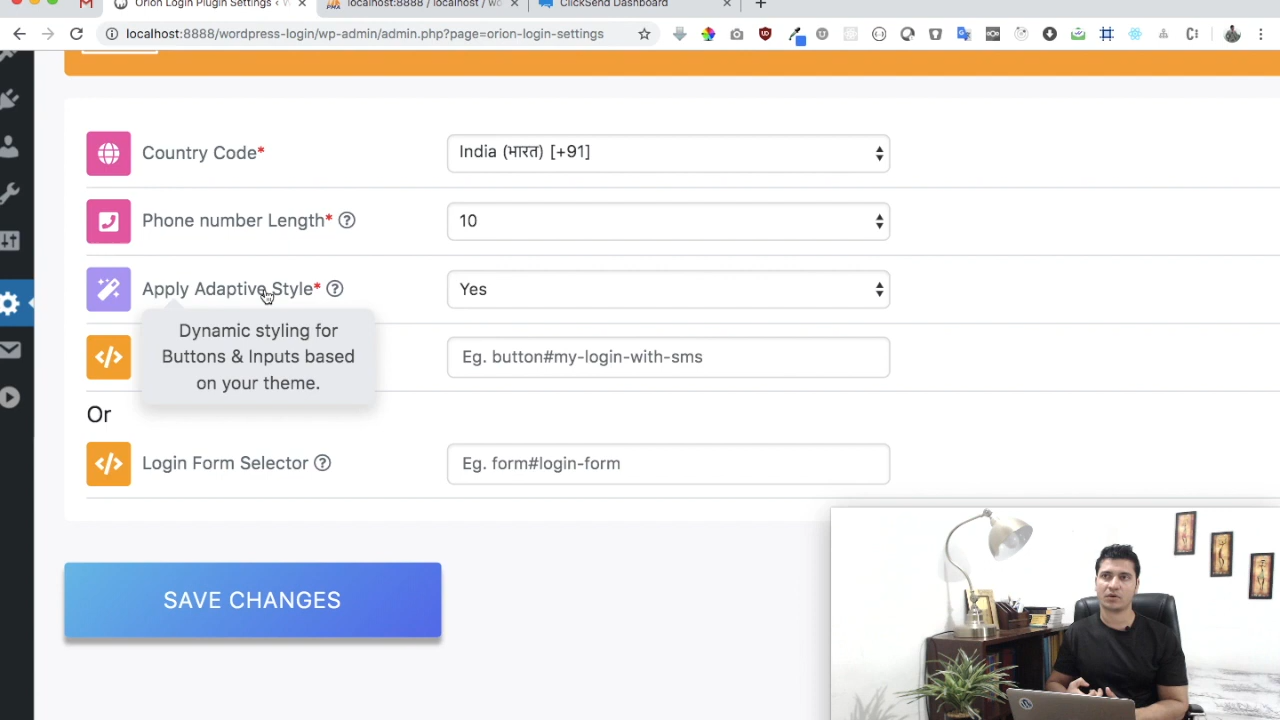 Orion Login Plugin Settings ‹ W
localhost:8888 / localhost / wo
ClickSend Dashboard
localhost:8888/wordpress-login/wp-admin/admin.php?page=orion-login-settings
Country Code*
India (भारत) [+91]
Phone number Length*
10
Apply Adaptive Style*
Yes
Dynamic styling for
Buttons & Inputs based
on your theme.
Eg. button#my-login-with-sms
Or
Login Form Selector
Eg. form#login-form
SAVE CHANGES